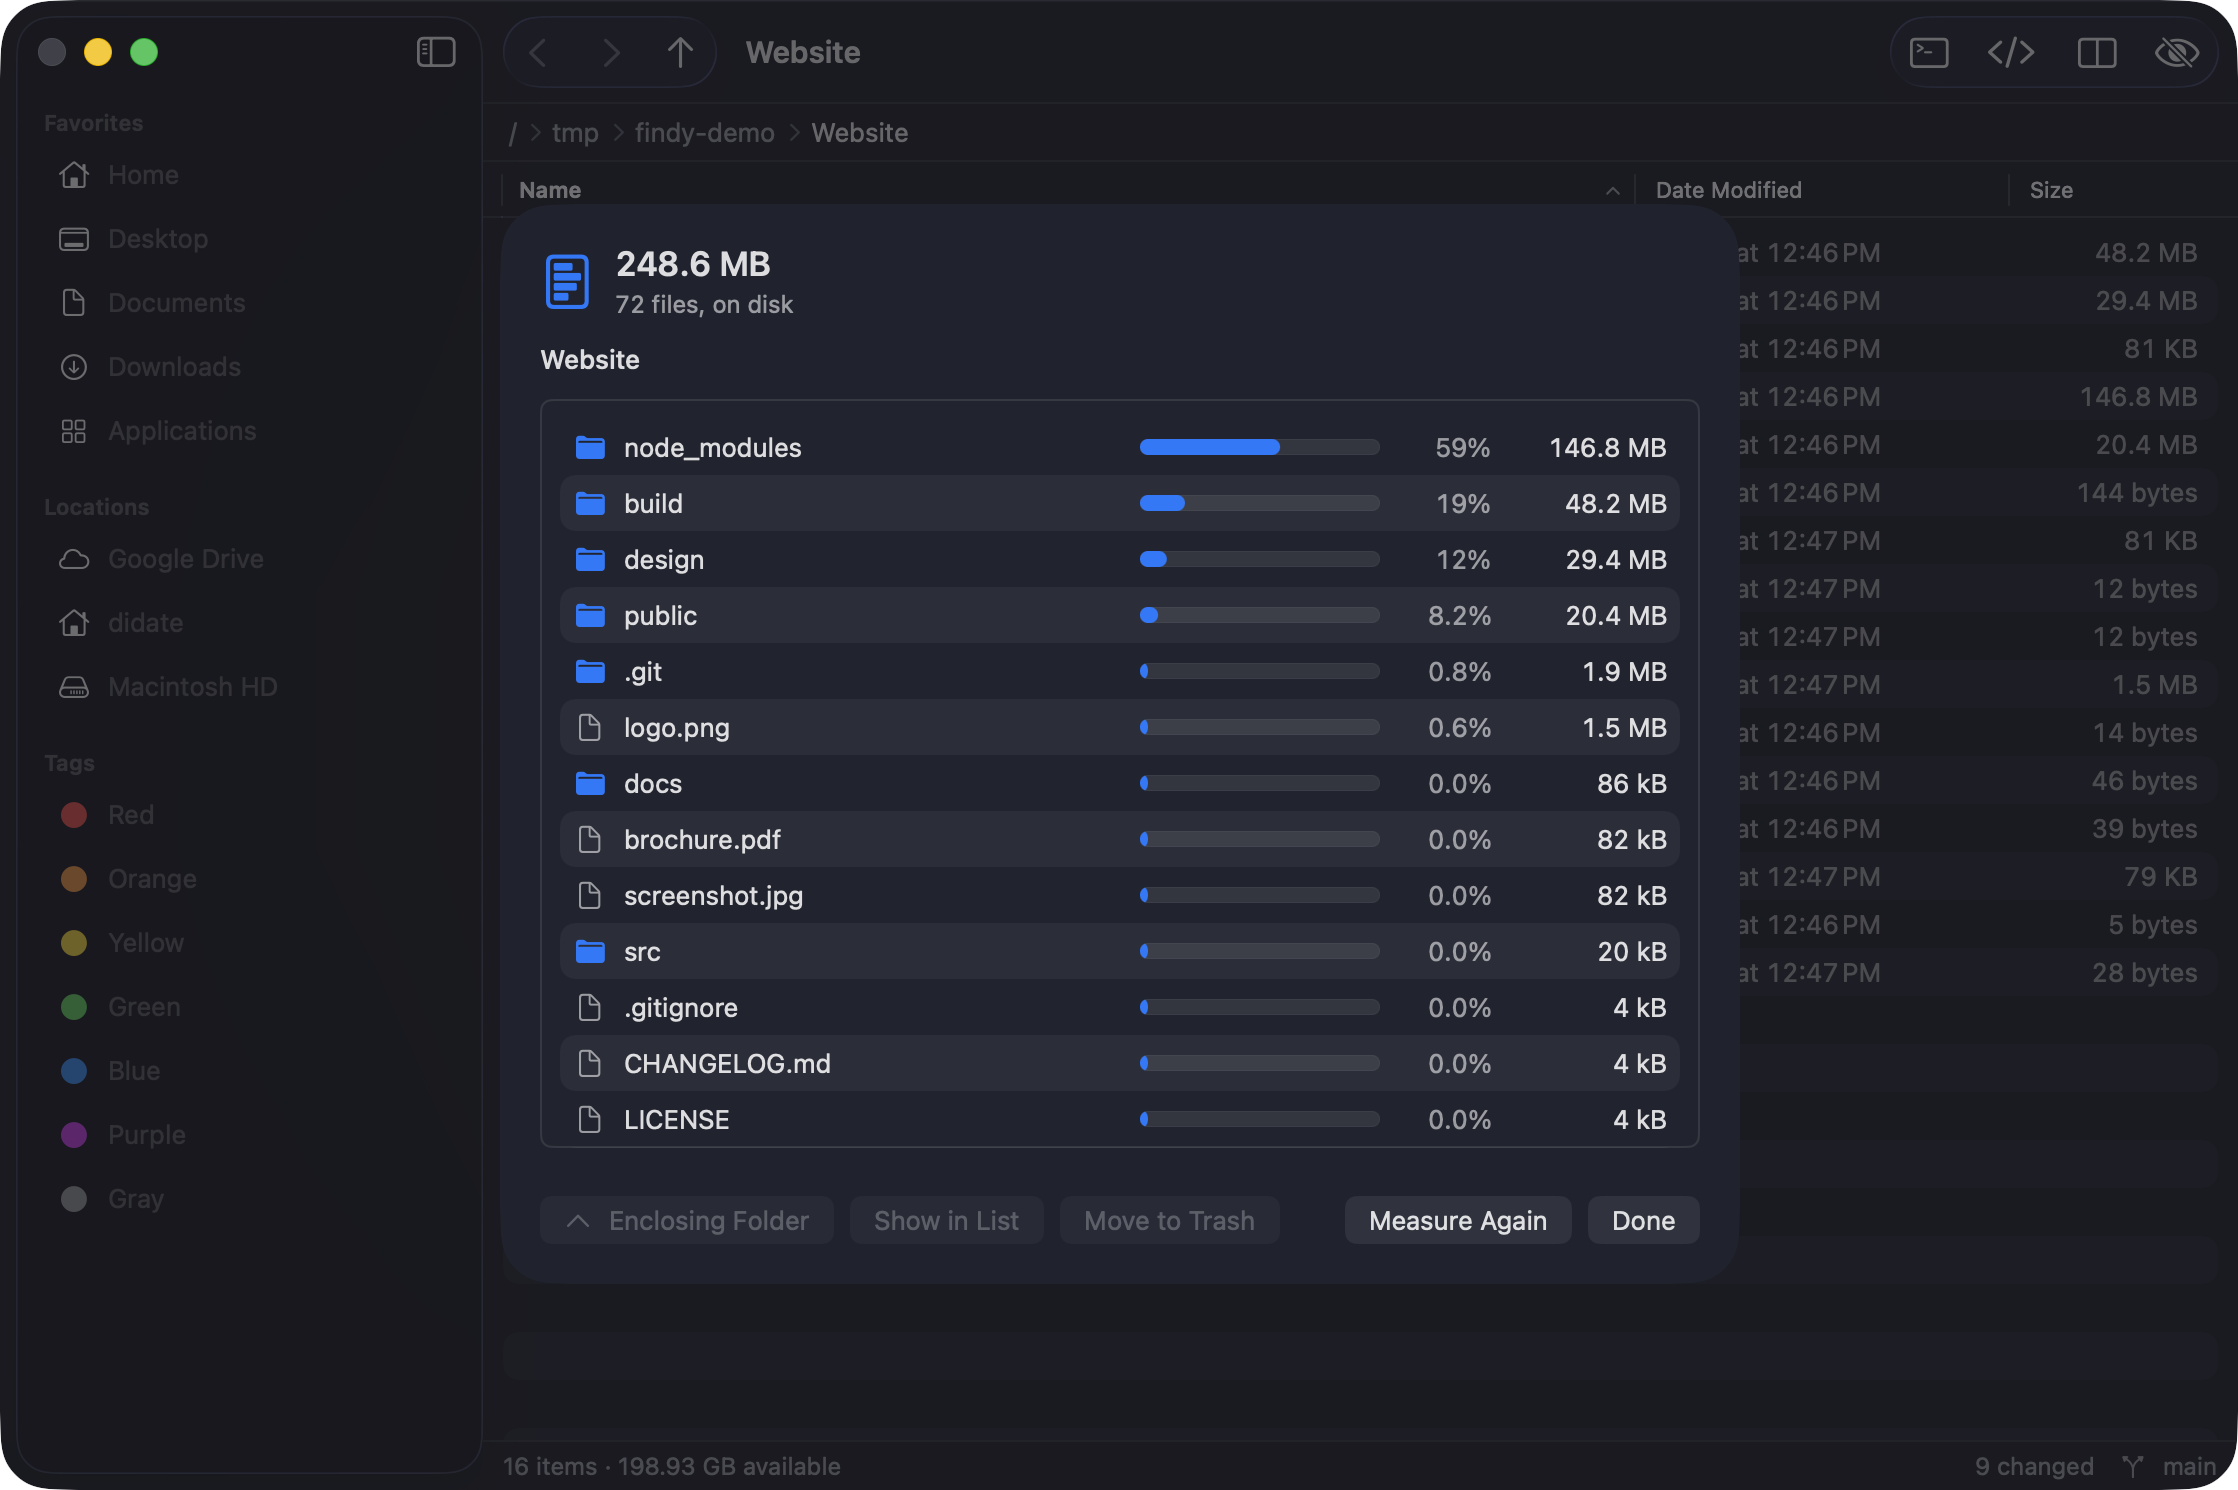 Website
/ > tmp > findy-demo > Website
Favorites
Home
Desktop
Documents
Downloads
Applications
Locations
Google Drive
didate
Macintosh HD
Tags
Red
Orange
Yellow
Green
Blue
Purple
Gray
Name Date Modified Size
at 12:46 PM 48.2 MB
at 12:46 PM 29.4 MB
at 12:46 PM 81 KB
at 12:46 PM 146.8 MB
at 12:46 PM 20.4 MB
at 12:46 PM 144 bytes
at 12:47 PM 81 KB
at 12:47 PM 12 bytes
at 12:47 PM 12 bytes
at 12:47 PM 1.5 MB
at 12:46 PM 14 bytes
at 12:46 PM 46 bytes
at 12:46 PM 39 bytes
at 12:47 PM 79 KB
at 12:46 PM 5 bytes
at 12:47 PM 28 bytes
248.6 MB
72 files, on disk
Website
node_modules 59% 146.8 MB
build 19% 48.2 MB
design 12% 29.4 MB
public 8.2% 20.4 MB
.git 0.8% 1.9 MB
logo.png 0.6% 1.5 MB
docs 0.0% 86 kB
brochure.pdf 0.0% 82 kB
screenshot.jpg 0.0% 82 kB
src 0.0% 20 kB
.gitignore 0.0% 4 kB
CHANGELOG.md 0.0% 4 kB
LICENSE 0.0% 4 kB
Enclosing Folder Show in List Move to Trash Measure Again Done
16 items · 198.93 GB available 9 changed main